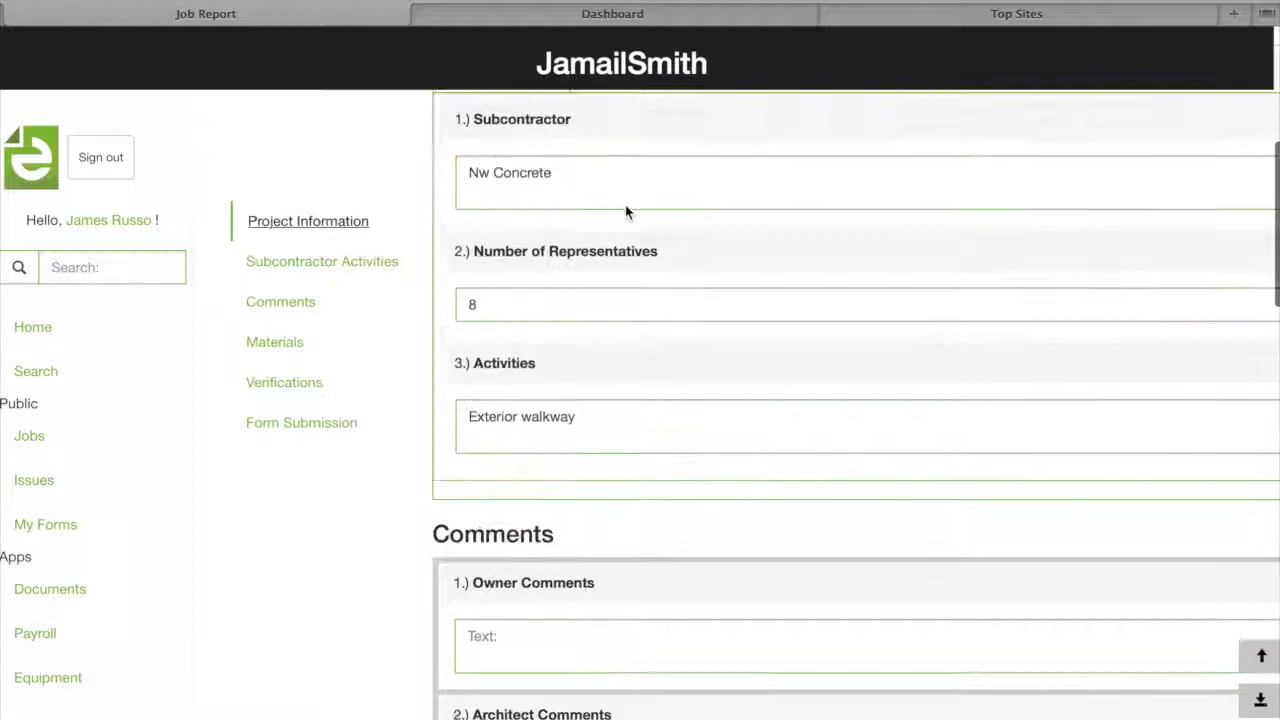 Job Report
Dashboard
Top Sites
+
JamailSmith
e
Sign out
Hello, James Russo !
Search:
Home
Search
Public
Jobs
Issues
My Forms
Apps
Documents
Payroll
Equipment
Project Information
Subcontractor Activities
Comments
Materials
Verifications
Form Submission
1.) Subcontractor
Nw Concrete
2.) Number of Representatives
8
3.) Activities
Exterior walkway
Comments
1.) Owner Comments
Text:
2.) Architect Comments